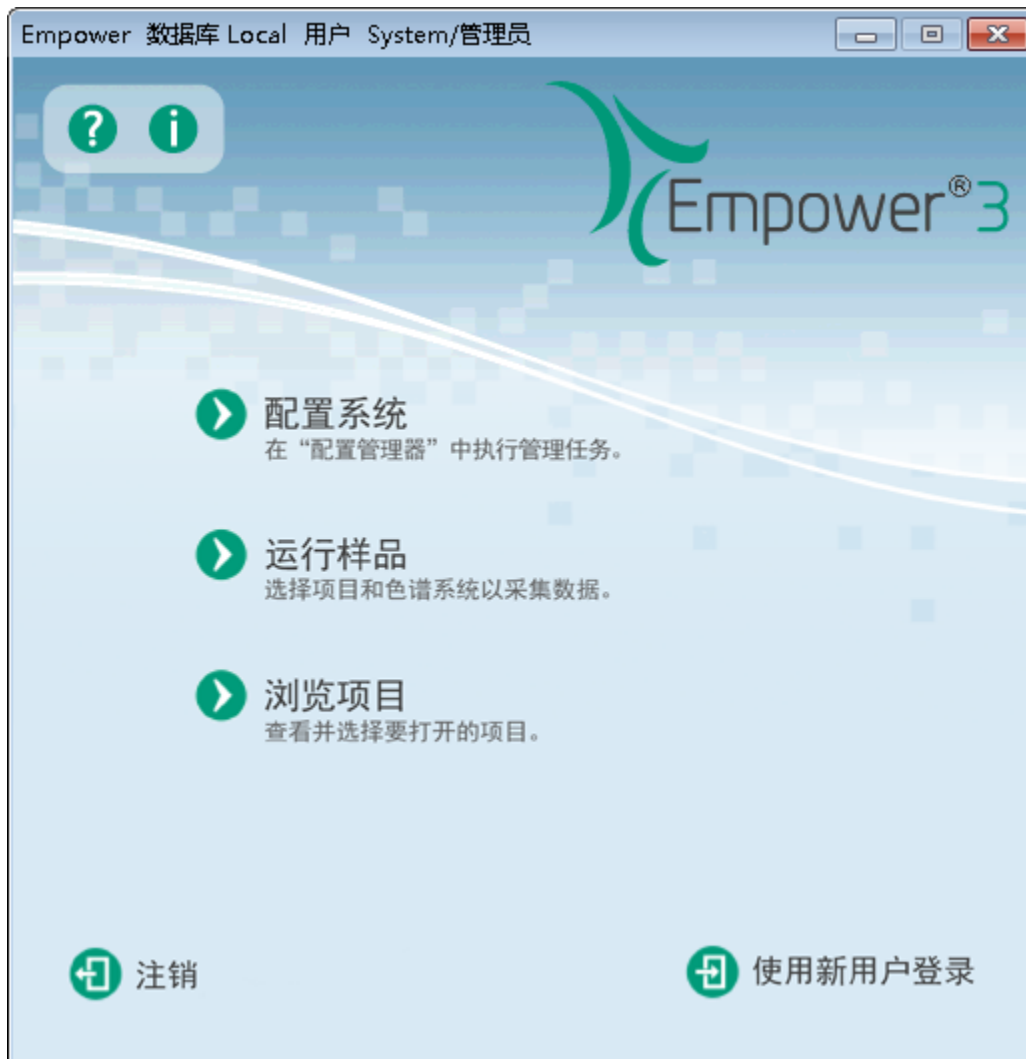 Empower 数据库 Local 用户 System/管理员
? i
Empower®3
配置系统
在“配置管理器”中执行管理任务。
运行样品
选择项目和色谱系统以采集数据。
浏览项目
查看并选择要打开的项目。
注销
使用新用户登录